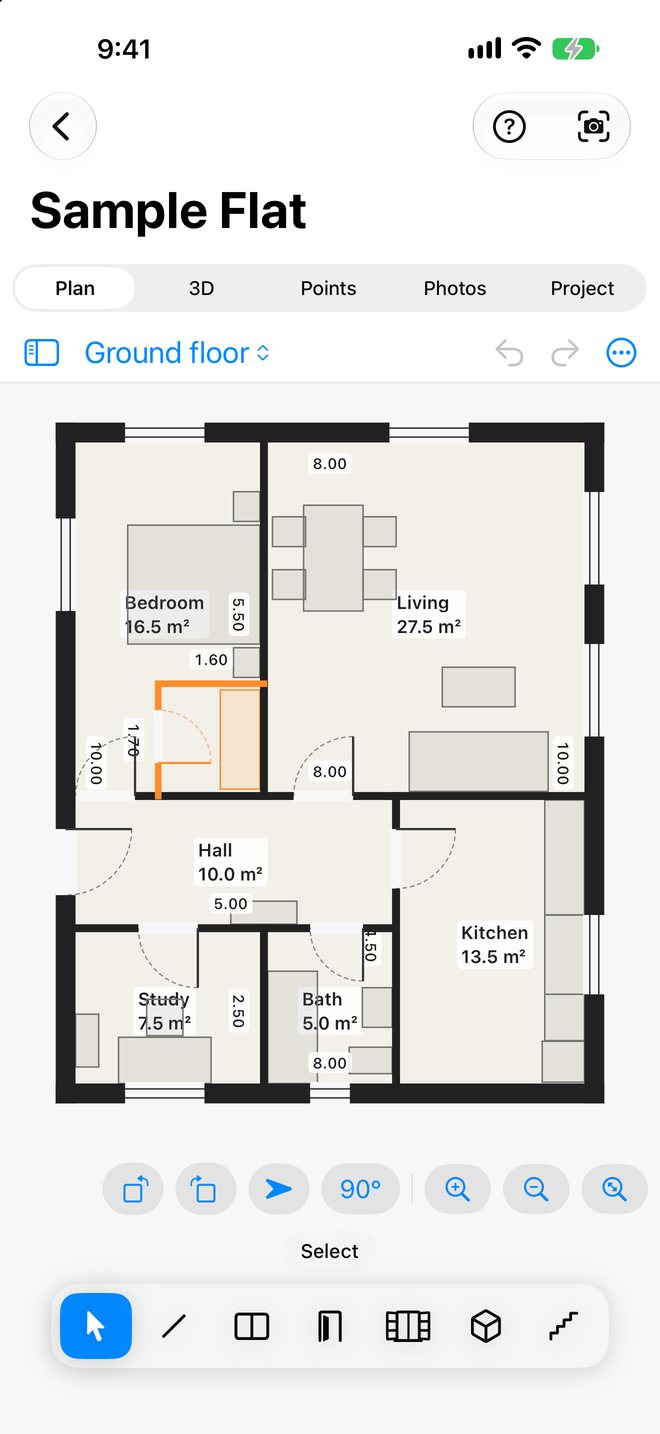 9:41
Sample Flat
Plan
3D
Points
Photos
Project
Ground floor
8.00
Bedroom
16.5 m²
5.50
Living
27.5 m²
1.60
1.70
10.00
8.00
10.00
Hall
10.0 m²
5.00
Kitchen
13.5 m²
1.50
Study
7.5 m²
2.50
Bath
5.0 m²
8.00
90°
Select